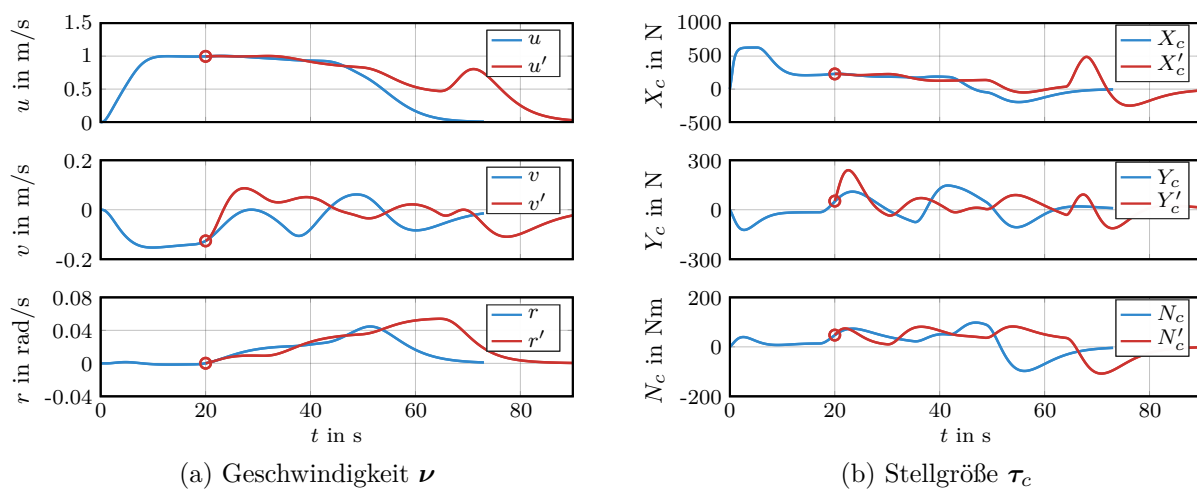 1.5
1
0.5
0
u in m/s
u
u′
0.2
0
-0.2
v in m/s
v
v′
0.08
0.04
0
-0.04
r in rad/s
r
r′
0 20 40 60 80
t in s
(a) Geschwindigkeit ν
1000
500
0
-500
X_c in N
X_c
X′_c
300
0
-300
Y_c in N
Y_c
Y′_c
200
0
-200
N_c in Nm
N_c
N′_c
0 20 40 60 80
t in s
(b) Stellgröße τ_c